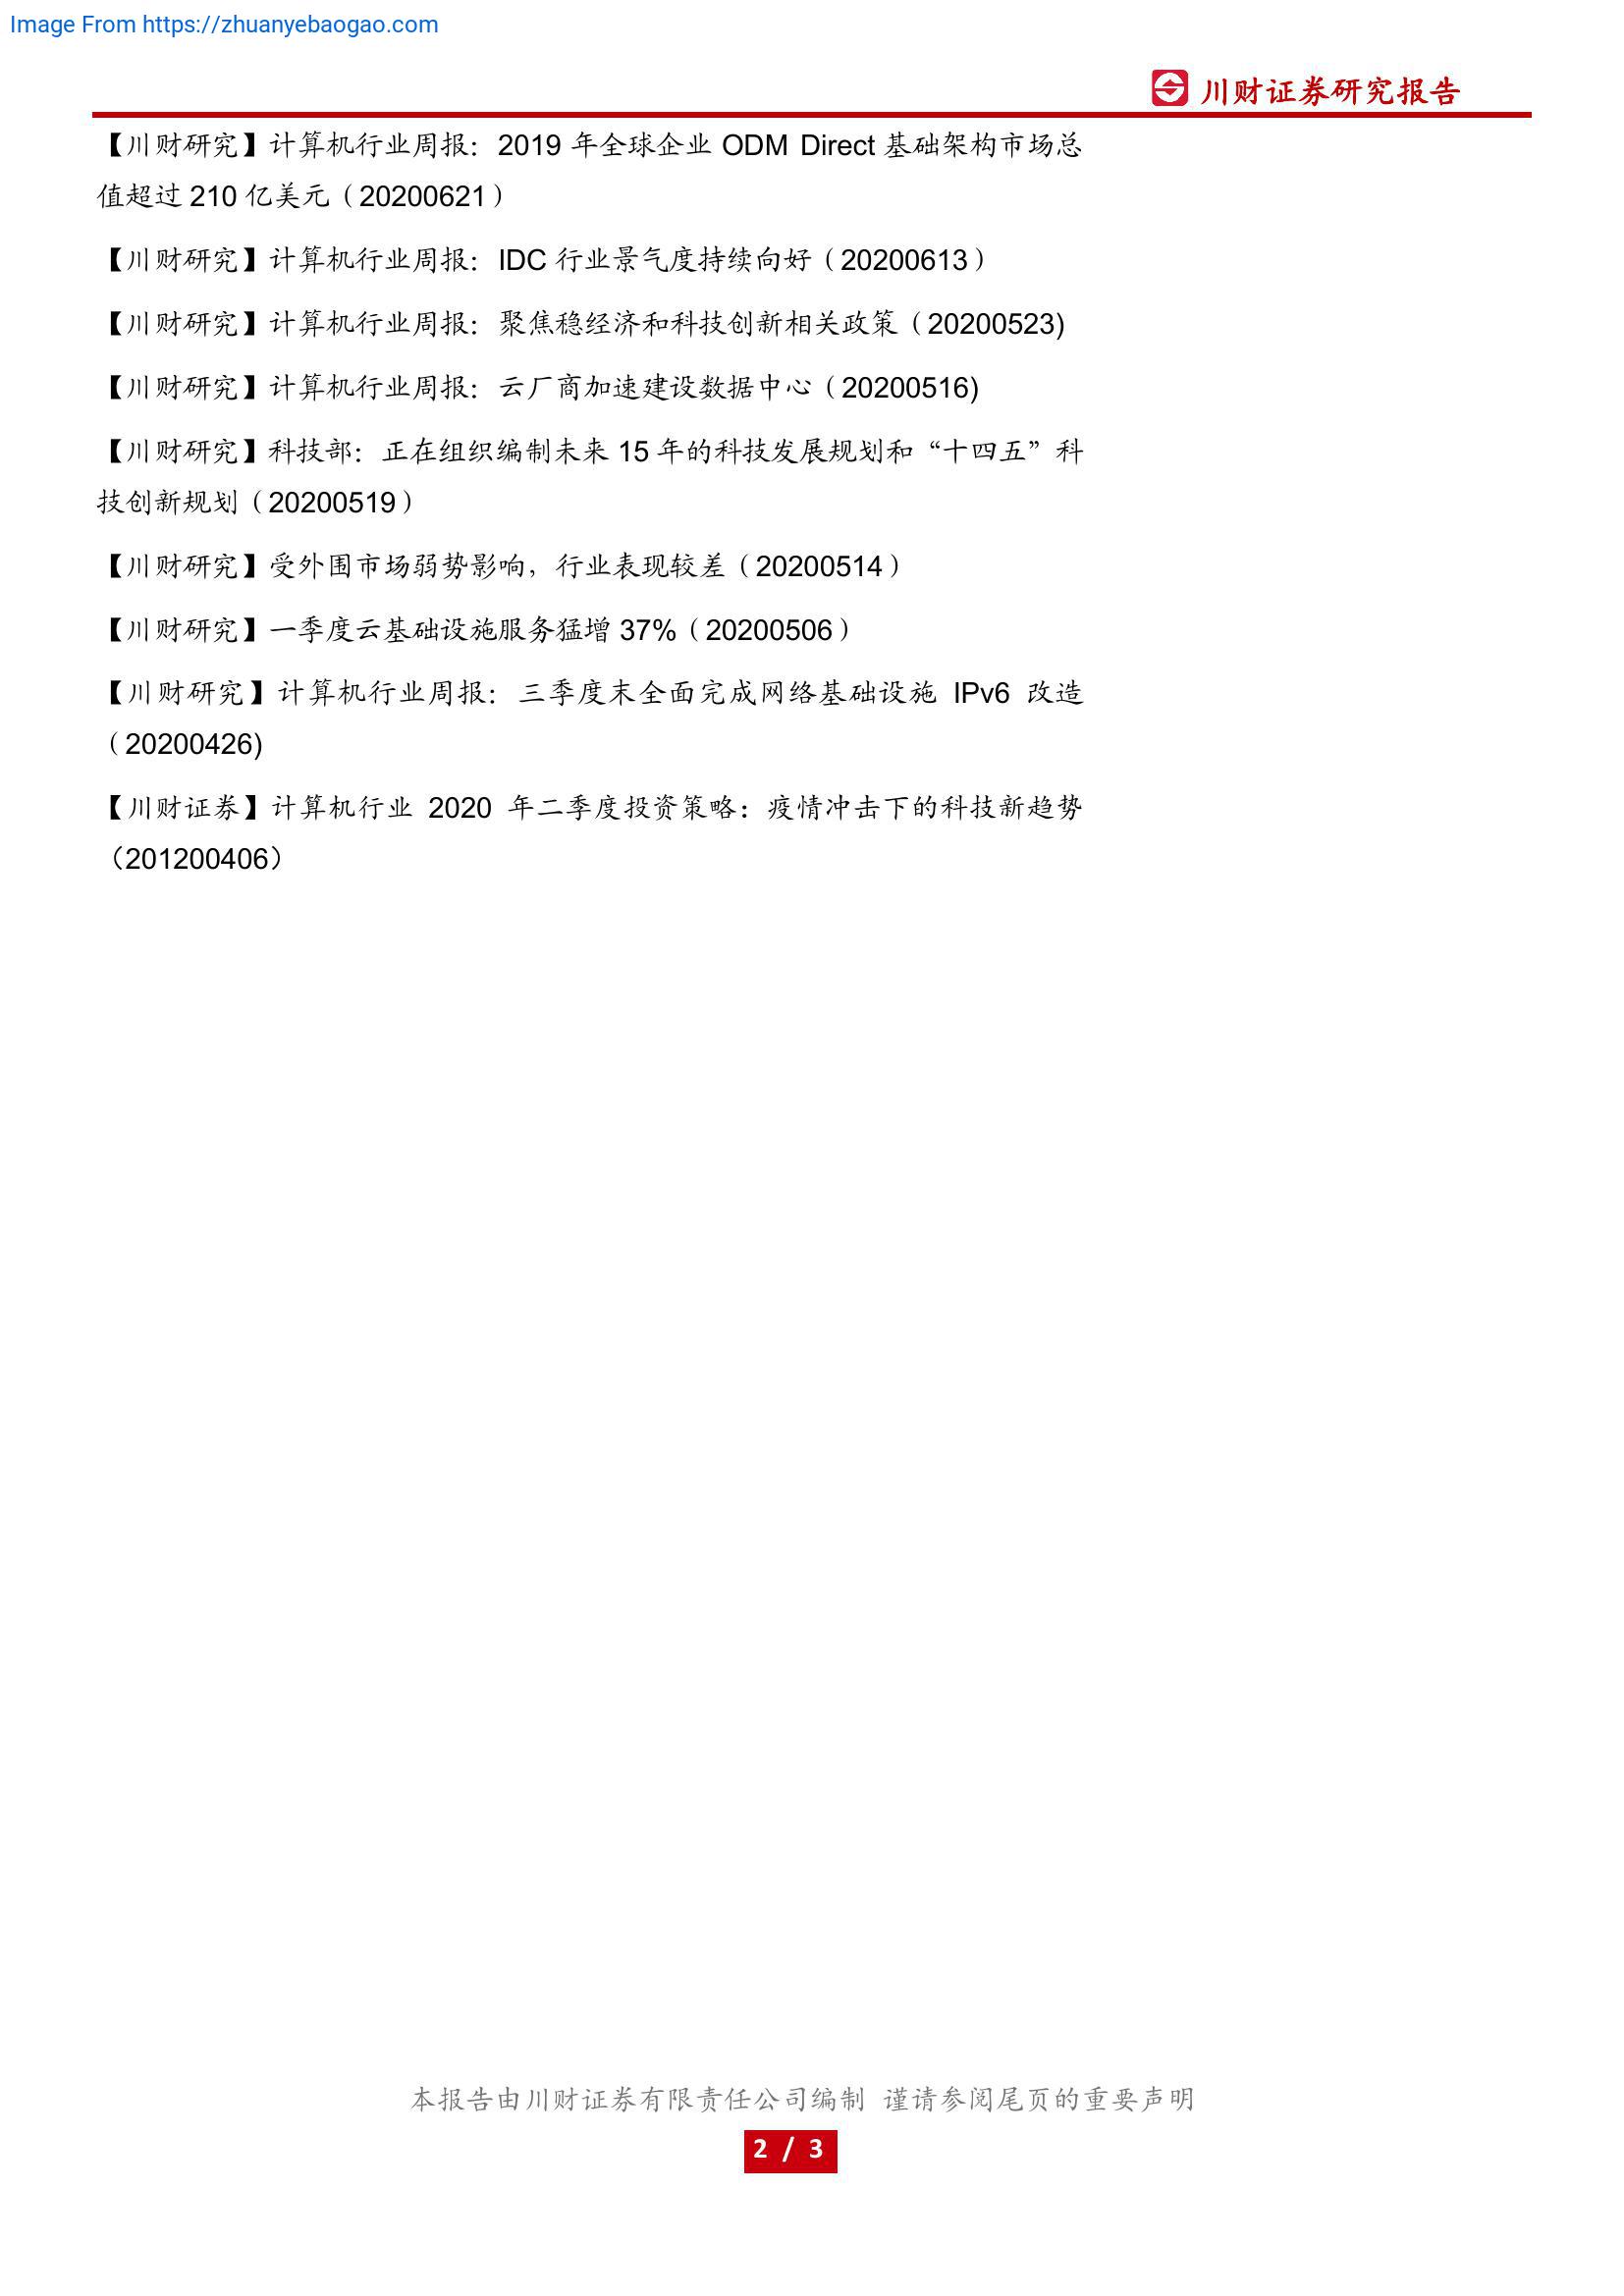 Image From https://zhuanyebaogao.com
川财证券研究报告
【川财研究】计算机行业周报：2019 年全球企业 ODM Direct 基础架构市场总
值超过 210 亿美元（20200621）
【川财研究】计算机行业周报：IDC 行业景气度持续向好（20200613）
【川财研究】计算机行业周报：聚焦稳经济和科技创新相关政策（20200523)
【川财研究】计算机行业周报：云厂商加速建设数据中心（20200516)
【川财研究】科技部：正在组织编制未来 15 年的科技发展规划和“十四五”科
技创新规划（20200519）
【川财研究】受外围市场弱势影响，行业表现较差（20200514）
【川财研究】一季度云基础设施服务猛增 37%（20200506）
【川财研究】计算机行业周报：三季度末全面完成网络基础设施 IPv6 改造
（20200426)
【川财证券】计算机行业 2020 年二季度投资策略：疫情冲击下的科技新趋势
（201200406）
本报告由川财证券有限责任公司编制 谨请参阅尾页的重要声明
2 / 3